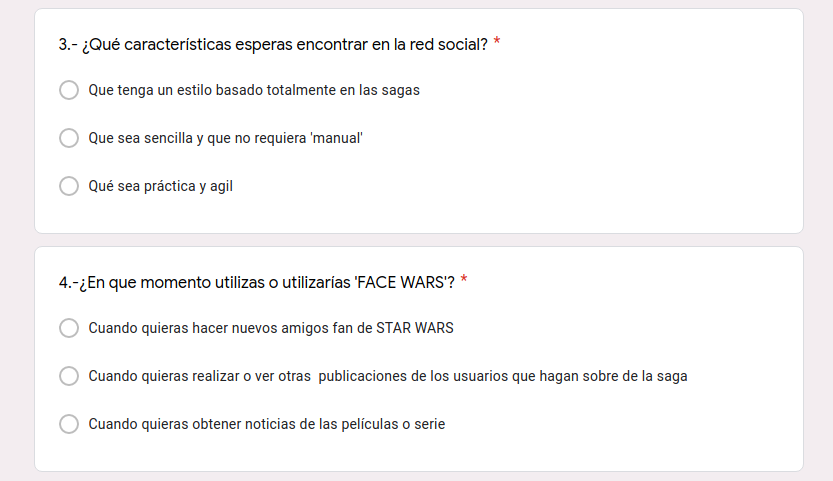 3.- ¿Qué características esperas encontrar en la red social? *
Que tenga un estilo basado totalmente en las sagas
Que sea sencilla y que no requiera 'manual'
Qué sea práctica y agil
4.-¿En que momento utilizas o utilizarías 'FACE WARS'? *
Cuando quieras hacer nuevos amigos fan de STAR WARS
Cuando quieras realizar o ver otras  publicaciones de los usuarios que hagan sobre de la saga
Cuando quieras obtener noticias de las películas o serie